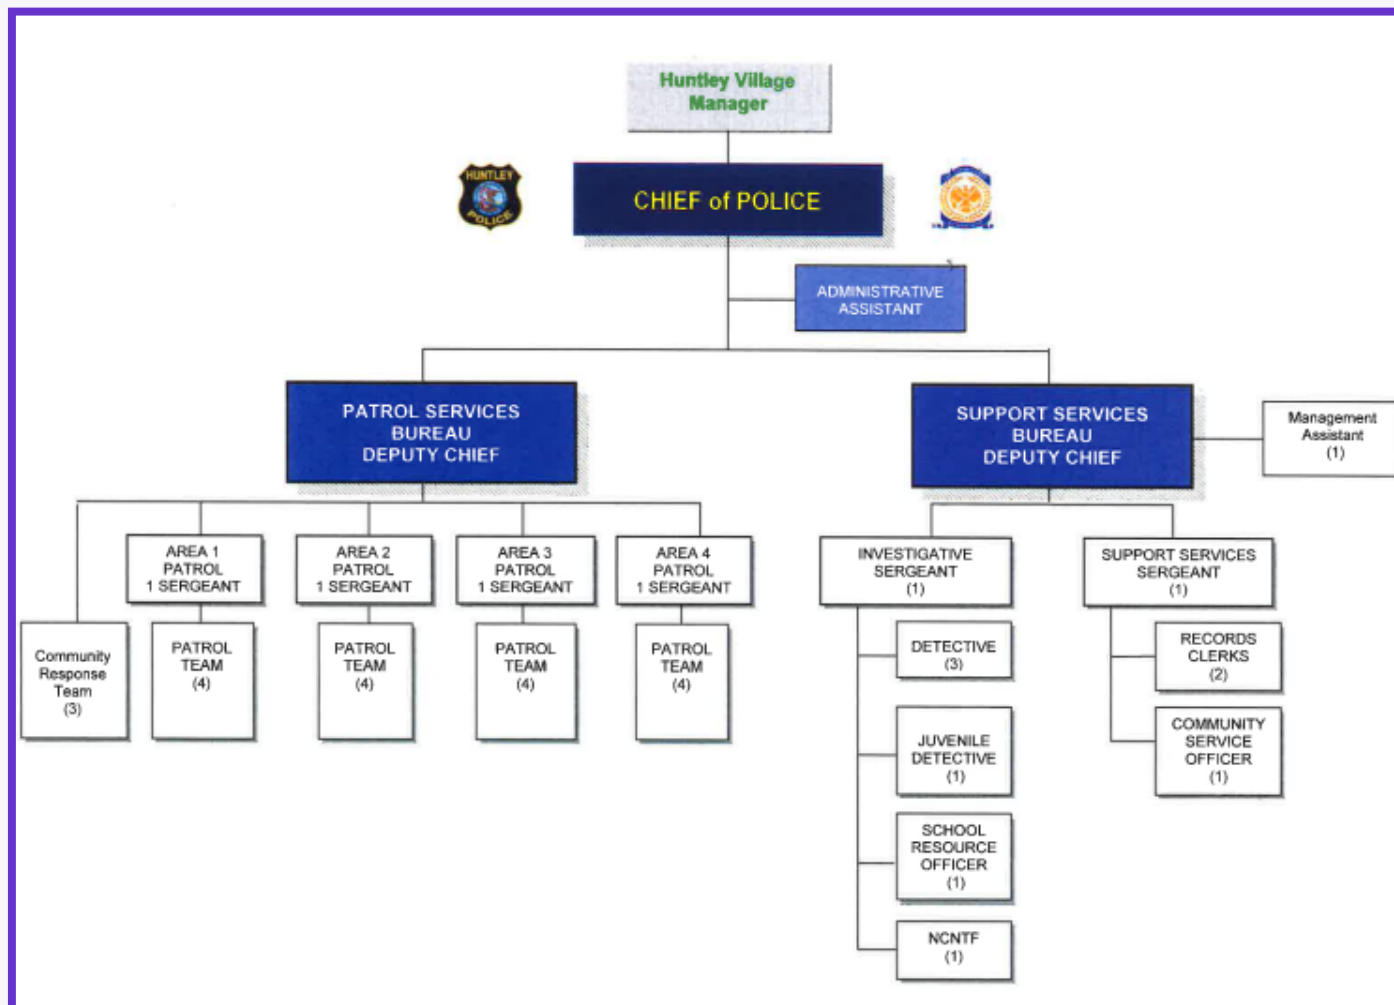 Huntley Village
Manager
HUNTLEY
POLICE
CHIEF of POLICE
ADMINISTRATIVE
ASSISTANT
PATROL SERVICES
BUREAU
DEPUTY CHIEF
SUPPORT SERVICES
BUREAU
DEPUTY CHIEF
Management
Assistant
(1)
AREA 1
PATROL
1 SERGEANT
AREA 2
PATROL
1 SERGEANT
AREA 3
PATROL
1 SERGEANT
AREA 4
PATROL
1 SERGEANT
INVESTIGATIVE
SERGEANT
(1)
SUPPORT SERVICES
SERGEANT
(1)
Community
Response
Team
(3)
PATROL
TEAM
(4)
PATROL
TEAM
(4)
PATROL
TEAM
(4)
PATROL
TEAM
(4)
DETECTIVE
(3)
JUVENILE
DETECTIVE
(1)
SCHOOL
RESOURCE
OFFICER
(1)
NCNTF
(1)
RECORDS
CLERKS
(2)
COMMUNITY
SERVICE
OFFICER
(1)